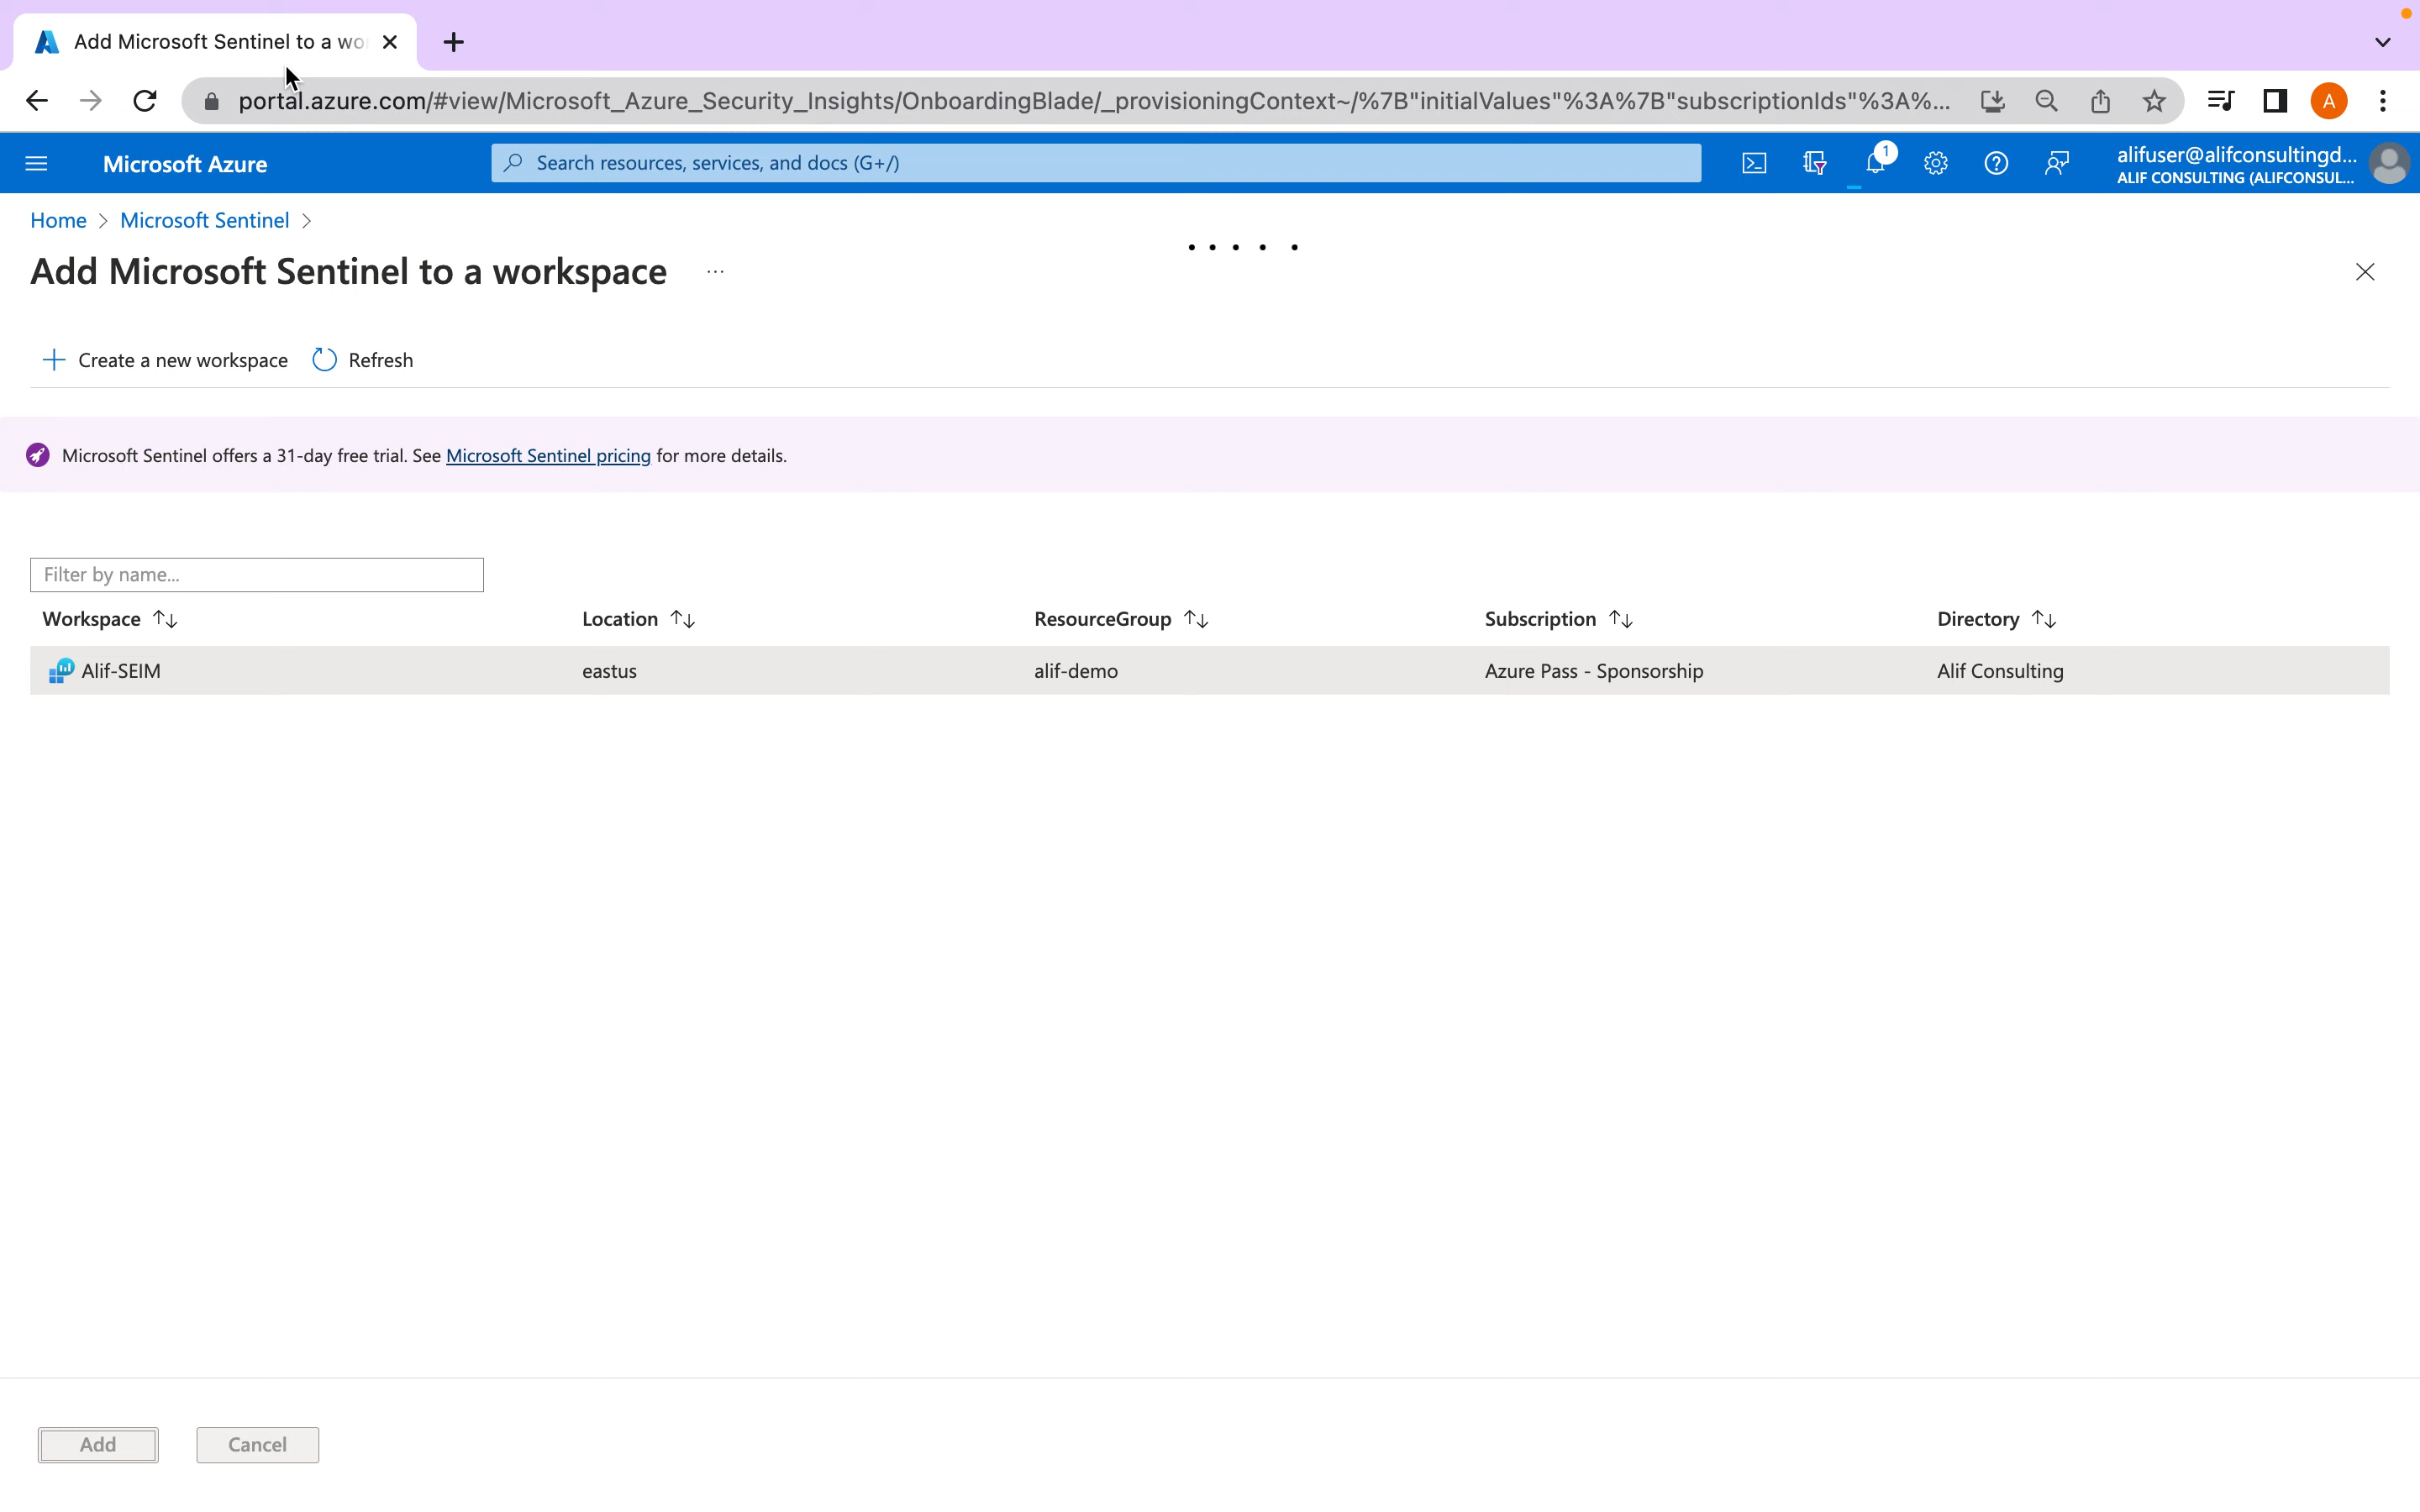 Add Microsoft Sentinel to a wo
portal.azure.com/#view/Microsoft_Azure_Security_Insights/OnboardingBlade/_provisioningContext~/%7B"initialValues"%3A%7B"subscriptionIds"%3A%...
A
Microsoft Azure
Search resources, services, and docs (G+/)
1
alifuser@alifconsultingd...
ALIF CONSULTING (ALIFCONSUL...
Home > Microsoft Sentinel >
Add Microsoft Sentinel to a workspace ...
Create a new workspace Refresh
Microsoft Sentinel offers a 31-day free trial. See Microsoft Sentinel pricing for more details.
Filter by name...
Workspace Location ResourceGroup Subscription Directory
Alif-SEIM eastus alif-demo Azure Pass - Sponsorship Alif Consulting
Add Cancel